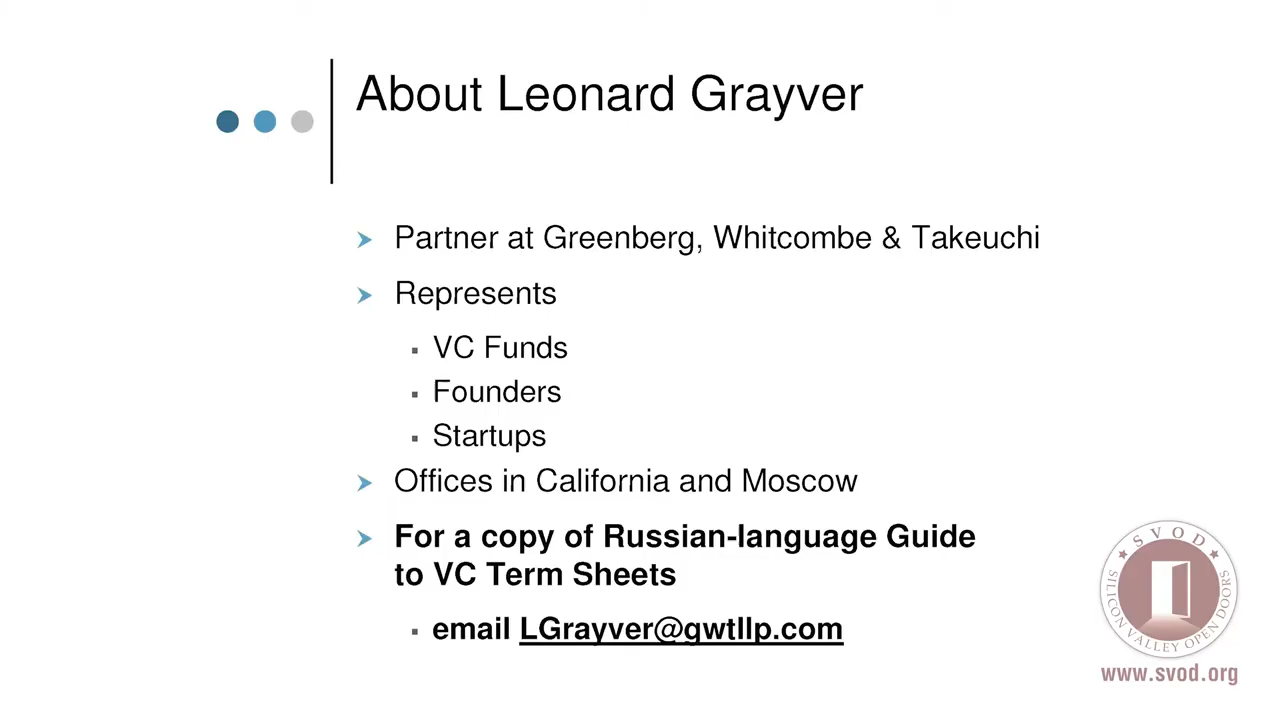 About Leonard Grayver
Partner at Greenberg, Whitcombe & Takeuchi
Represents
VC Funds
Founders
Startups
Offices in California and Moscow
For a copy of Russian-language Guide
to VC Term Sheets
email LGrayver@gwtllp.com
SVOD
SILICON VALLEY OPEN DOORS
www.svod.org